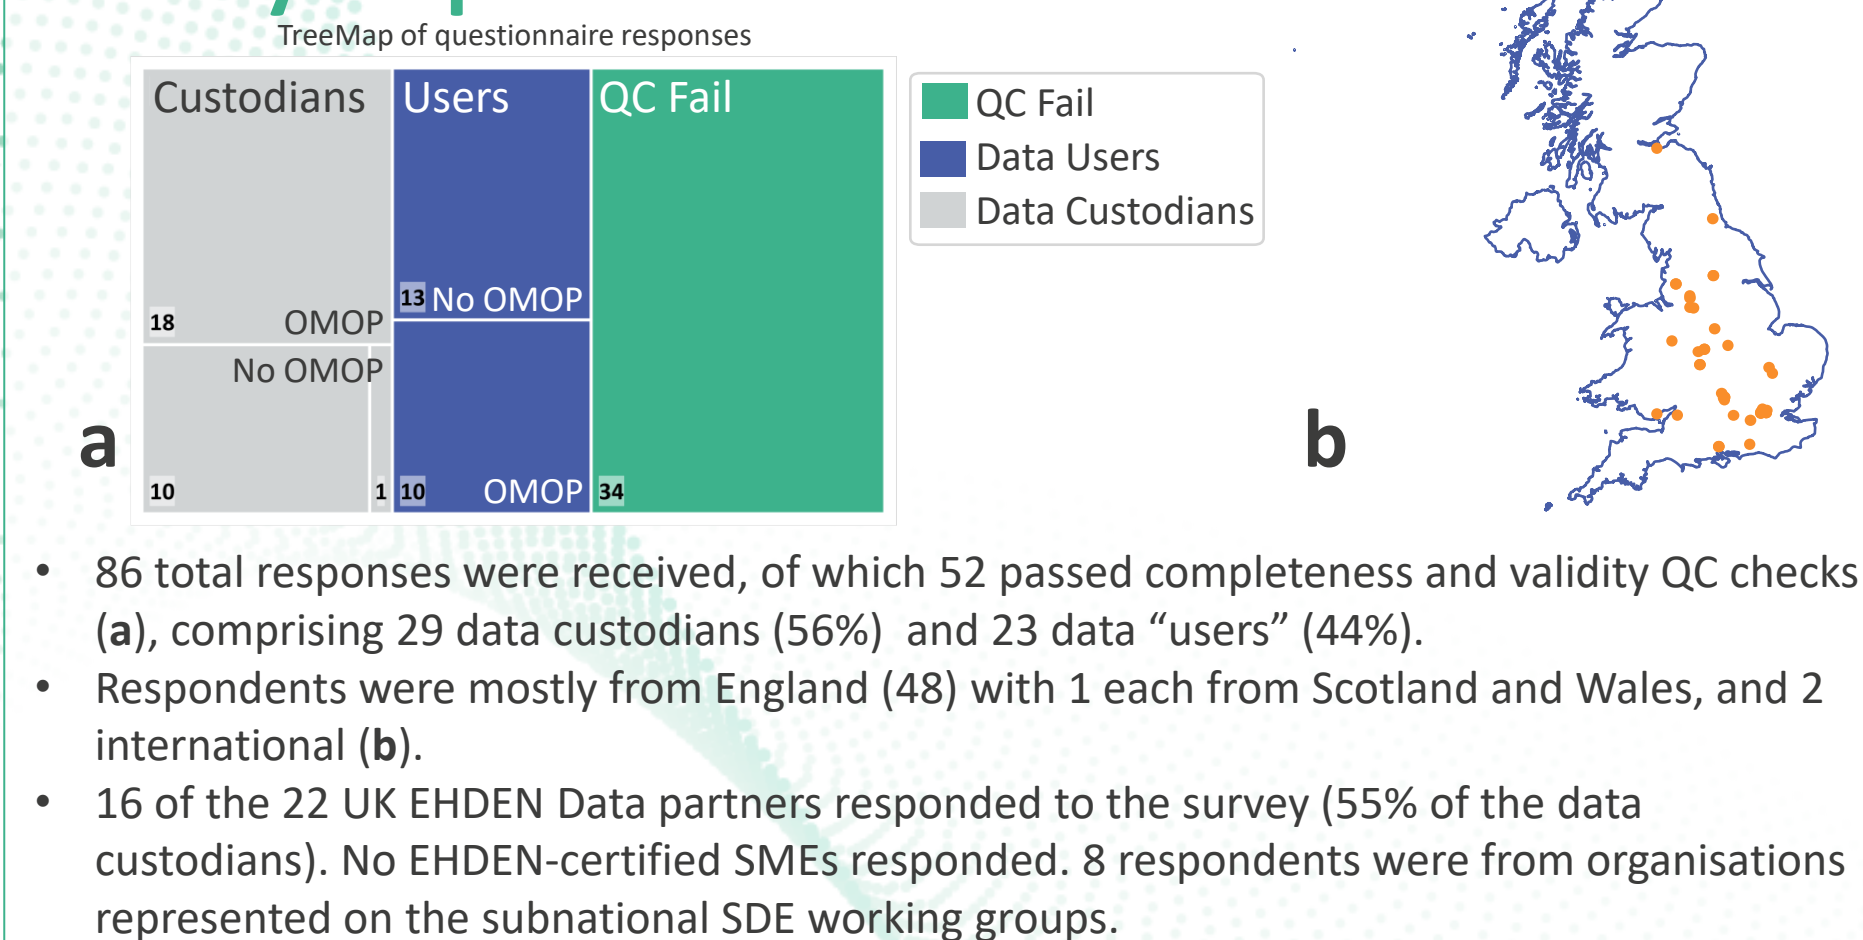 TreeMap of questionnaire responses
Custodians
Users
QC Fail
18
OMOP
13 No OMOP
No OMOP
10
1
10
OMOP
34
QC Fail
Data Users
Data Custodians
a
b
• 86 total responses were received, of which 52 passed completeness and validity QC checks
(a), comprising 29 data custodians (56%) and 23 data “users” (44%).
• Respondents were mostly from England (48) with 1 each from Scotland and Wales, and 2
international (b).
• 16 of the 22 UK EHDEN Data partners responded to the survey (55% of the data
custodians). No EHDEN-certified SMEs responded. 8 respondents were from organisations
represented on the subnational SDE working groups.